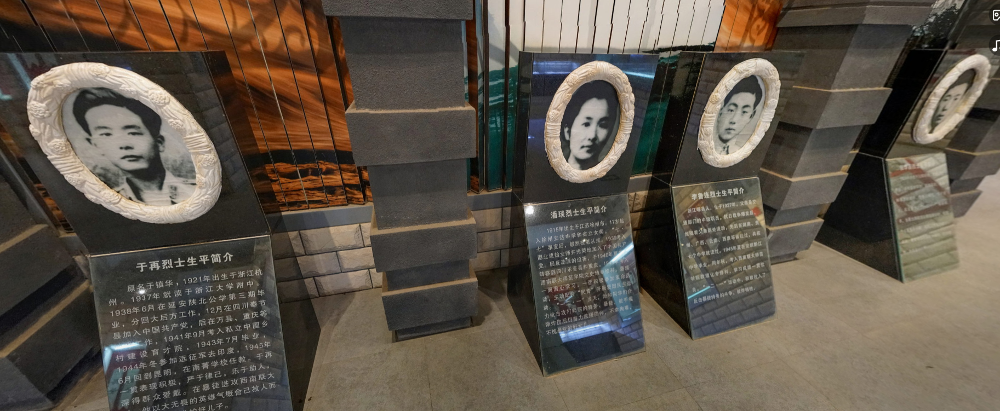 于再烈士生平简介
原名于镇华，1921年出生于浙江杭
州。1937年就读于浙江大学附中。
1938年6月在延安陕北公学第三期毕
业，分回大后方工作，12月在四川奉节
县加入中国共产党，后在万县、重庆等
工作，1941年9月考入私立中国乡
村建设育才院，1943年7月毕业，
1944年冬参加远征军去印度，1945年
6月回到昆明，在南菁学校任教。于再
一贯表现积极，严于律己，乐于助人，
深得群众爱戴。在暴徒进攻西南联大
他以大无畏的英雄气概舍己救人而
的好儿子。
潘琰烈士生平简介
1915年出生于江苏徐州市。17岁起
入徐州立达中学和省立女师。“七·
七”事变后，毅然投笔从戎。1939考入
湖北建始女师并光荣地加入了中国共产
党。因反动派的迫害，于1940年
转移到四川乐至县和重庆。
西南联大师范学院文史地专修科，
一面潜心学习，一面积极参加革命活
动，主动配合“民青”开展爱国民主运
动。当天，她和同学们合
力抗击攻打师院的特务、暴徒，被手榴
弹炸伤后仍奋力救援同伴，不幸殉难，
不愧是党的好女儿。
李鲁连烈士生平简介
浙江嵊县人，生于1927年，父亲是交
通部门的中级职员。抗日战争爆发后，
他随着父亲到处流动，先后在湖南、贵
州、广西、云南、西康等省住过，共在
七个中学就读过。1945年夏在安顺黔江
中学毕业。同年秋，考入西南联大师范
学院数理化专修科，学习成绩一贯优
良。运动中，积极投入了
反击暴徒特务的斗争，被炸牺牲。